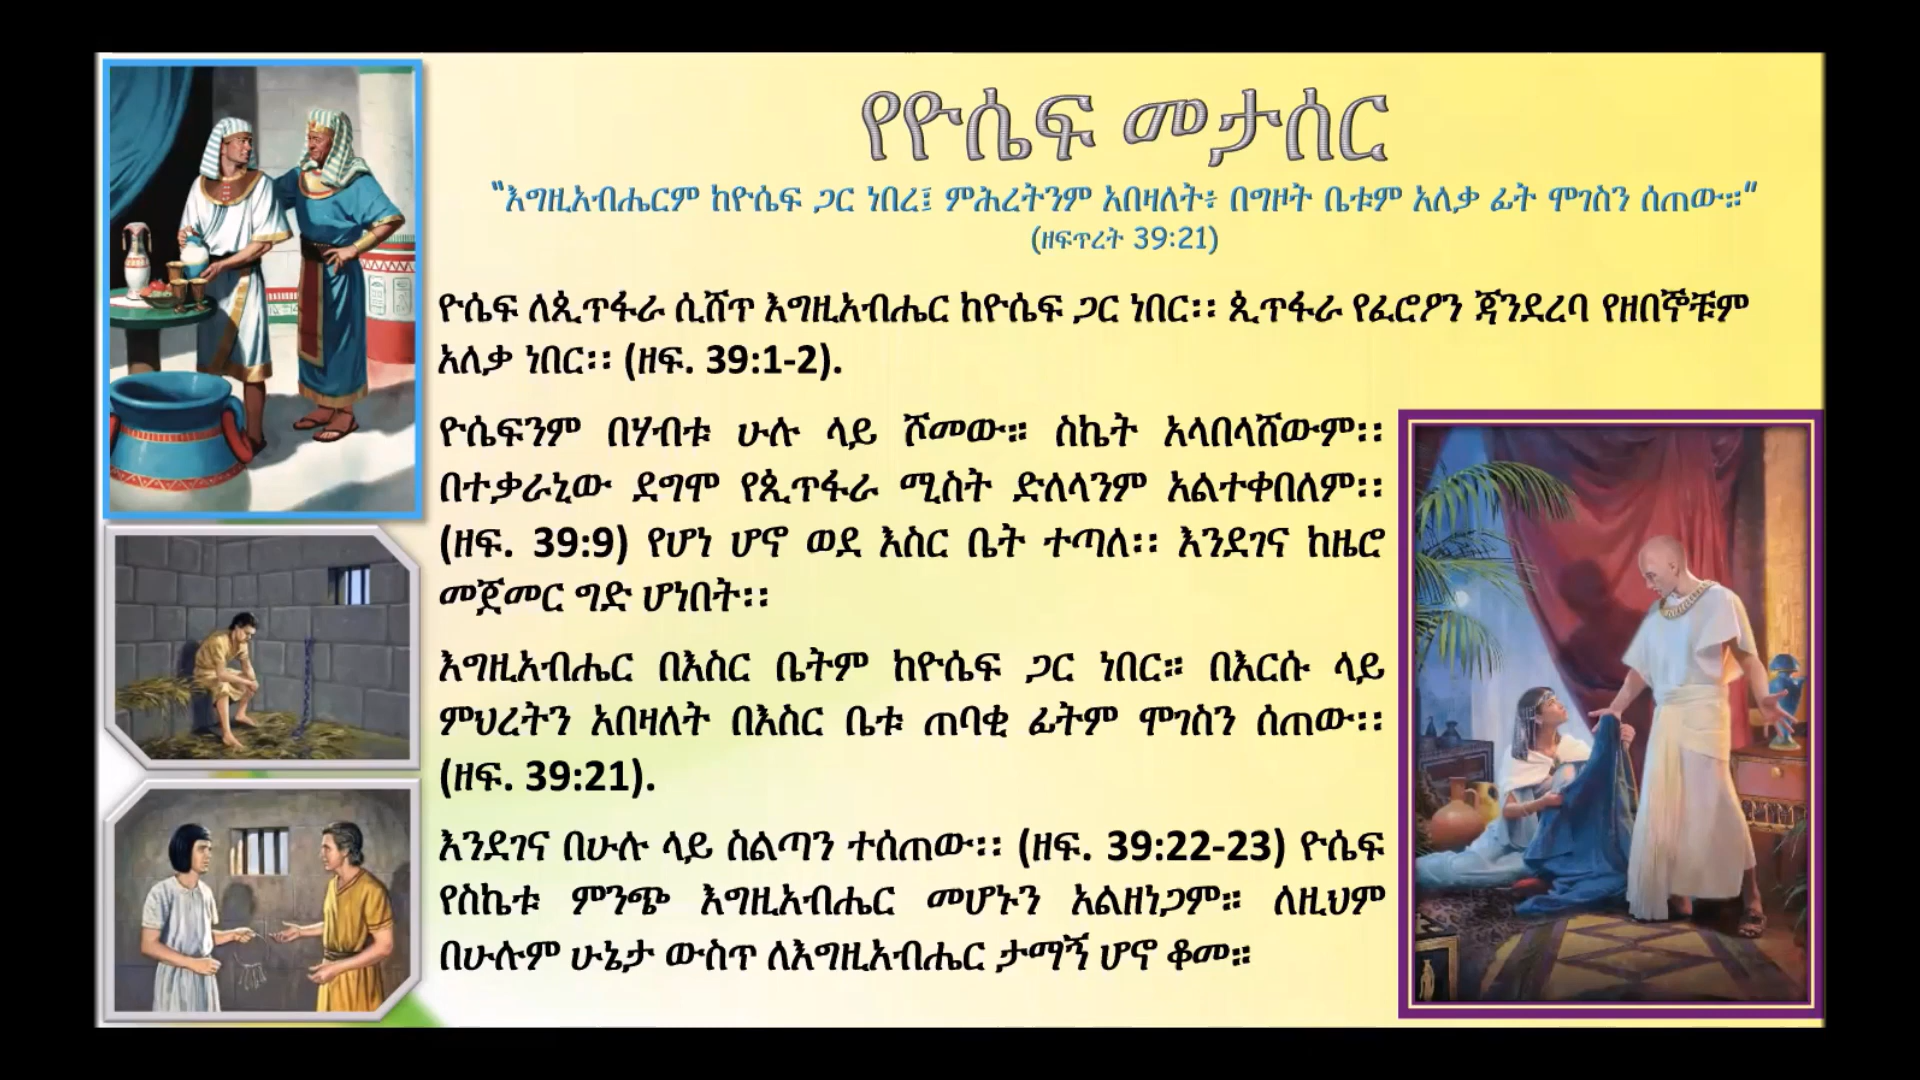 የዮሴፍ መታሰር
"እግዚአብሔርም ከዮሴፍ ጋር ነበረ፤ ምሕረትንም አበዛለት፥ በግዞት ቤቱም አለቃ ፊት ሞገስን ሰጠው።"
(ዘፍጥረት 39:21)
ዮሴፍ ለጲጥፋራ ሲሸጥ እግዚአብሔር ከዮሴፍ ጋር ነበር፡፡ ጲጥፋራ የፈሮዖን ጃንደረባ የዘበኞቹም
አለቃ ነበር፡፡ (ዘፍ. 39:1-2).
ዮሴፍንም በሃብቱ ሁሉ ላይ ሾመው። ስኬት አላበላሸውም፡፡
በተቃራኒው ደግሞ የጲጥፋራ ሚስት ድለላንም አልተቀበለም፡፡
(ዘፍ. 39:9) የሆነ ሆኖ ወደ እስር ቤት ተጣለ፡፡ እንደገና ከዜሮ
መጀመር ግድ ሆነበት፡፡
እግዚአብሔር በእስር ቤትም ከዮሴፍ ጋር ነበር። በእርሱ ላይ
ምህረትን አበዛለት በእስር ቤቱ ጠባቂ ፊትም ሞገስን ሰጠው፡፡
(ዘፍ. 39:21).
እንደገና በሁሉ ላይ ስልጣን ተሰጠው፡፡ (ዘፍ. 39:22-23) ዮሴፍ
የስኬቱ ምንጭ እግዚአብሔር መሆኑን አልዘነጋም። ለዚህም
በሁሉም ሁኔታ ውስጥ ለእግዚአብሔር ታማኝ ሆኖ ቆመ።